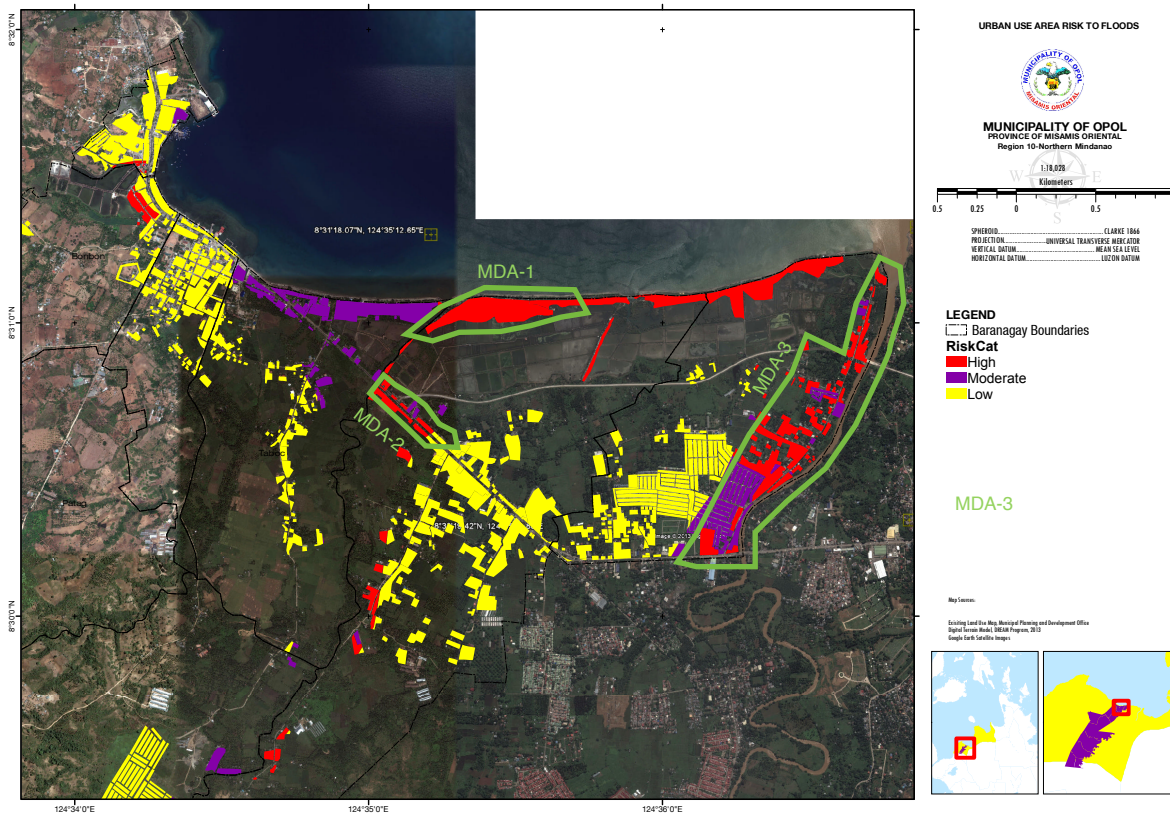 URBAN USE AREA RISK TO FLOODS
MUNICIPALITY OF OPOL
MISAMIS ORIENTAL
MUNICIPALITY OF OPOL
PROVINCE OF MISAMIS ORIENTAL
Region 10-Northern Mindanao
N
W E
S
1:18,028
Kilometers
0.5 0.25 0 0.5
SPHEROID CLARKE 1866
PROJECTION UNIVERSAL TRANSVERSE MERCATOR
VERTICAL DATUM MEAN SEA LEVEL
HORIZONTAL DATUM LUZON DATUM
LEGEND
Baranagay Boundaries
RiskCat
High
Moderate
Low
MDA-3
Map Sources:
Existing Land Use Map, Municipal Planning and Development Office
Digital Terrain Model, DREAM Program, 2013
Google Earth Satellite Images
8°32'0"N
8°31'0"N
8°30'0"N
124°34'0"E
124°35'0"E
124°36'0"E
8°31'18.07"N, 124°35'12.65"E
MDA-1
MDA-2
MDA-3
Bonbon
Taboc
Patag